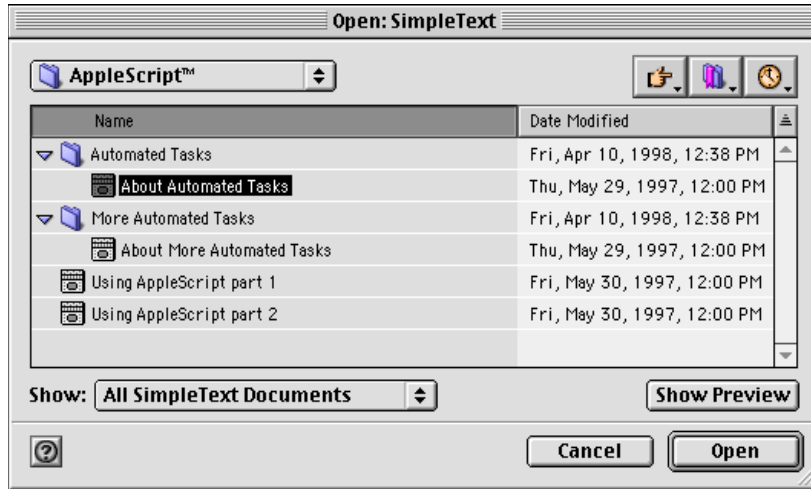 Open: SimpleText
AppleScript™
Name Date Modified
Automated Tasks Fri, Apr 10, 1998, 12:38 PM
About Automated Tasks Thu, May 29, 1997, 12:00 PM
More Automated Tasks Fri, Apr 10, 1998, 12:38 PM
About More Automated Tasks Thu, May 29, 1997, 12:00 PM
Using AppleScript part 1 Fri, May 30, 1997, 12:00 PM
Using AppleScript part 2 Fri, May 30, 1997, 12:00 PM
Show: All SimpleText Documents Show Preview
? Cancel Open